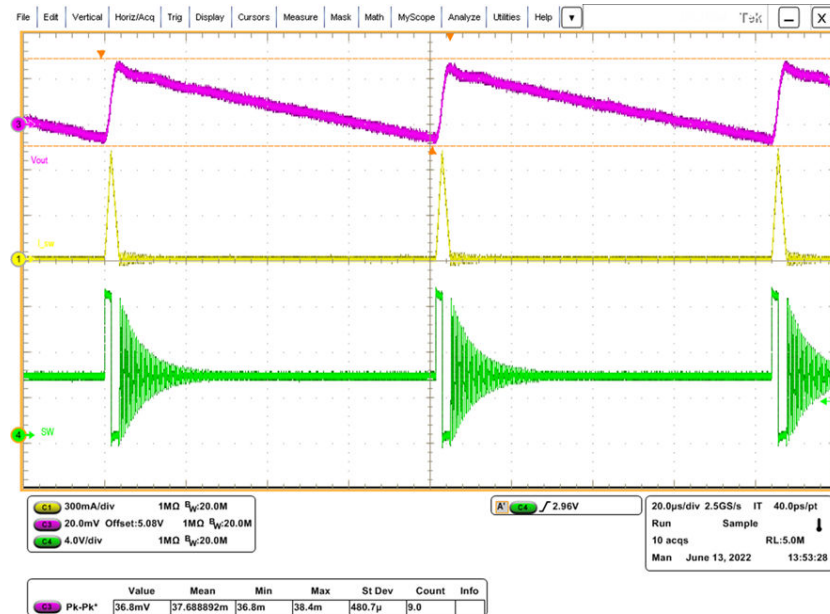 File Edit Vertical Horiz/Acq Trig Display Cursors Measure Mask Math MyScope Analyze Utilities Help Tek X
3
Vout
1
4
SW
C1 300mA/div 1MΩ BW:20.0M
C3 20.0mV Offset:5.08V 1MΩ BW:20.0M
C4 4.0V/div 1MΩ BW:20.0M
A' C4 2.96V
20.0µs/div 2.5GS/s IT 40.0ps/pt
Run Sample
10 acqs RL:5.0M
Man June 13, 2022 13:53:28
Value Mean Min Max St Dev Count Info
C3 Pk-Pk* 36.8mV 37.688892m 36.8m 38.4m 480.7µ 9.0